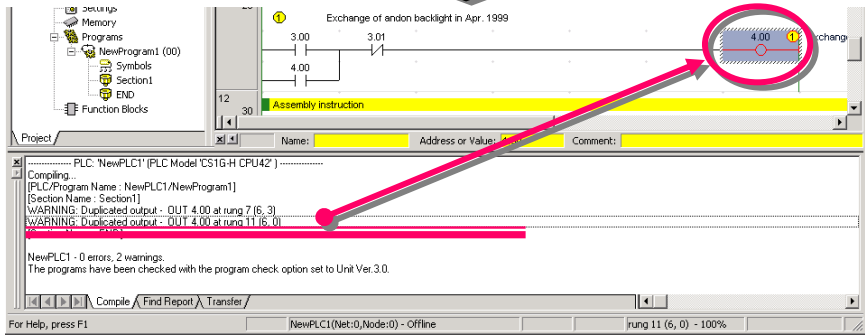 Settings
Memory
Programs
NewProgram1 (00)
Symbols
Section1
END
Function Blocks
Project
1 Exchange of andon backlight in Apr. 1999
3.00 3.01 4.00 1 xchang
4.00
12
30 Assembly instruction
Name: Address or Value: Comment:
--------------- PLC: 'NewPLC1' (PLC Model 'CS1G-H CPU42' ) ---------------
Compiling...
[PLC/Program Name : NewPLC1/NewProgram1]
[Section Name : Section1]
WARNING: Duplicated output - OUT 4.00 at rung 7 (6, 3)
WARNING: Duplicated output - OUT 4.00 at rung 11 (6, 0)
NewPLC1 - 0 errors, 2 warnings.
The programs have been checked with the program check option set to Unit Ver.3.0.
Compile Find Report Transfer
For Help, press F1 NewPLC1(Net:0,Node:0) - Offline rung 11 (6, 0) - 100%